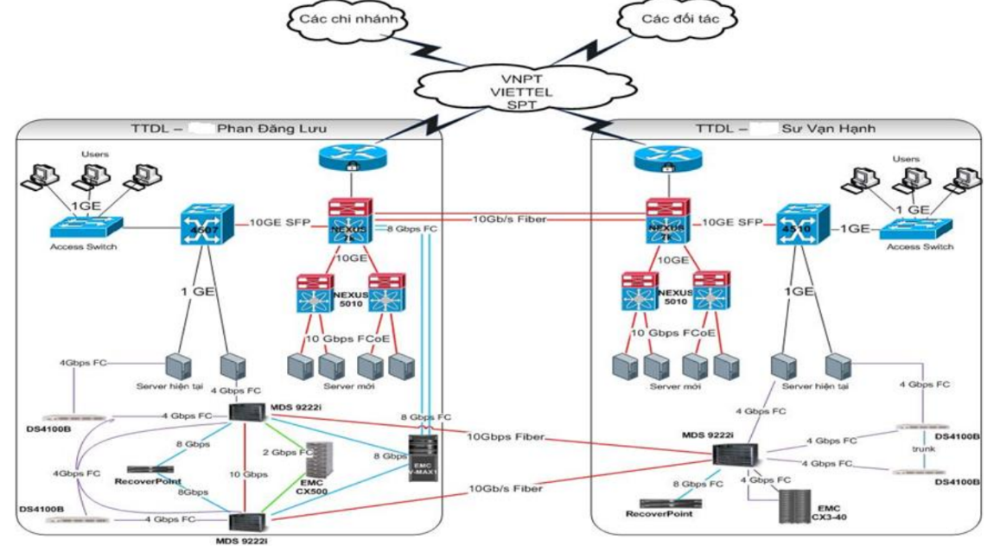 Các chi nhánh
Các đối tác
VNPT
VIETTEL
SPT
TTDL – Phan Đăng Lưu
Users
1GE
Access Switch
4507
10GE SFP
NEXUS
7K
8 Gbps FC
10GE
NEXUS
5010
10 Gbps FCoE
Server mới
1 GE
4Gbps FC
Server hiện tại
4 Gbps FC
MDS 9222i
DS4100B
4 Gbps FC
8 Gbps
2 Gbps FC
8 Gbps FC
8 Gbps
EMC
V-MAX1
4Gbps FC
RecoverPoint
10 Gbps
EMC
CX500
8Gbps
DS4100B
4 Gbps FC
MDS 9222i
10Gb/s Fiber
10Gbps Fiber
10Gb/s Fiber
TTDL – Sư Vạn Hạnh
NEXUS
7K
10GE SFP
4510
1GE
Users
1 GE
Access Switch
10GE
NEXUS
5010
10 Gbps FCoE
Server mới
1GE
Server hiện tại
4 Gbps FC
4 Gbps FC
MDS 9222i
4 Gbps FC
DS4100B
trunk
4 Gbps FC
DS4100B
8 Gbps FC
4 Gbps FC
RecoverPoint
EMC
CX3-40